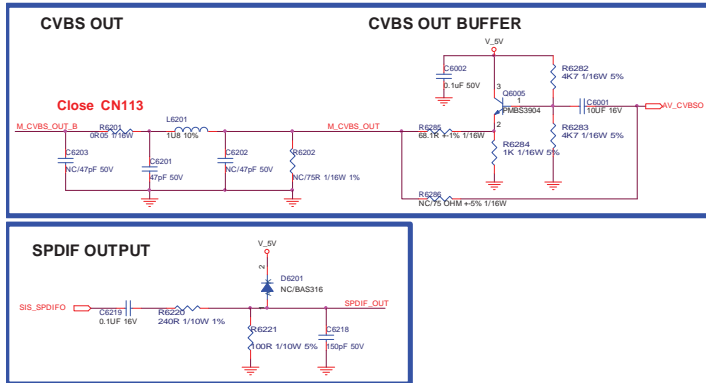 CVBS OUT
CVBS OUT BUFFER
V_5V
C6002
0.1uF 50V
3
Q6005
1
PMBS3904
2
R6282
4K7 1/16W 5%
C6001
10UF 16V
AV_CVBSO
Close CN113
M_CVBS_OUT_B
R6201
0R05 1/16W
L6201
1U8 10%
M_CVBS_OUT
R6285
68.1R +-1% 1/16W
R6284
1K 1/16W 5%
R6283
4K7 1/16W 5%
C6203
NC/47pF 50V
C6201
47pF 50V
C6202
NC/47pF 50V
R6202
NC/75R 1/16W 1%
R6286
NC/75 OHM +-5% 1/16W
SPDIF OUTPUT
V_5V
2
D6201
NC/BAS316
1
SIS_SPDIFO
C6219
0.1UF 16V
R6220
240R 1/10W 1%
SPDIF_OUT
R6221
100R 1/10W 5%
C6218
150pF 50V